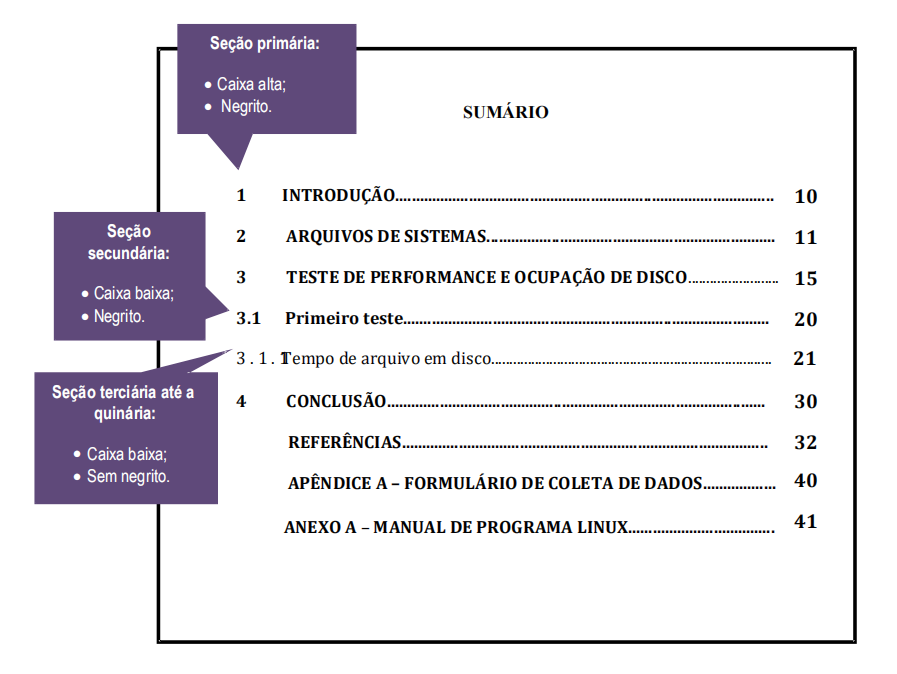 Seção primária:
● Caixa alta;
● Negrito.
SUMÁRIO
1 INTRODUÇÃO.......................................................................................... 10
2 ARQUIVOS DE SISTEMAS..................................................................... 11
3 TESTE DE PERFORMANCE E OCUPAÇÃO DE DISCO.......................... 15
Seção
secundária:
● Caixa baixa;
● Negrito.
3.1 Primeiro teste........................................................................................ 20
3 . 1 . 1 Tempo de arquivo em disco..................................................................... 21
Seção terciária até a
quinária:
● Caixa baixa;
● Sem negrito.
4 CONCLUSÃO........................................................................................... 30
REFERÊNCIAS........................................................................................ 32
APÊNDICE A – FORMULÁRIO DE COLETA DE DADOS.................. 40
ANEXO A – MANUAL DE PROGRAMA LINUX................................... 41